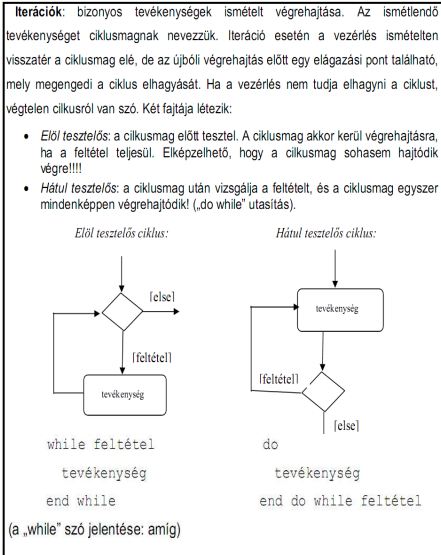 Iterációk: bizonyos tevékenységek ismételt végrehajtása. Az ismétlendő
tevékenységet ciklusmagnak nevezzük. Iteráció esetén a vezérlés ismételten
visszatér a ciklusmag elé, de az újbóli végrehajtás előtt egy elágazási pont található,
mely megengedi a ciklus elhagyását. Ha a vezérlés nem tudja elhagyni a ciklust,
végtelen cilkusról van szó. Két fajtája létezik:
• Elöl tesztelős: a cilkusmag előtt tesztel. A ciklusmag akkor kerül végrehajtásra,
ha a feltétel teljesül. Elképzelhető, hogy a cilkusmag sohasem hajtódik
végre!!!!
• Hátul tesztelős: a ciklusmag után vizsgálja a feltételt, és a ciklusmag egyszer
mindenképpen végrehajtódik! („do while" utasítás).
Elöl tesztelős ciklus:
[else]
[feltétel]
tevékenység
while feltétel
tevékenység
end while
Hátul tesztelős ciklus:
tevékenység
[feltétel]
[else]
do
tevékenység
end do while feltétel
(a „while" szó jelentése: amíg)